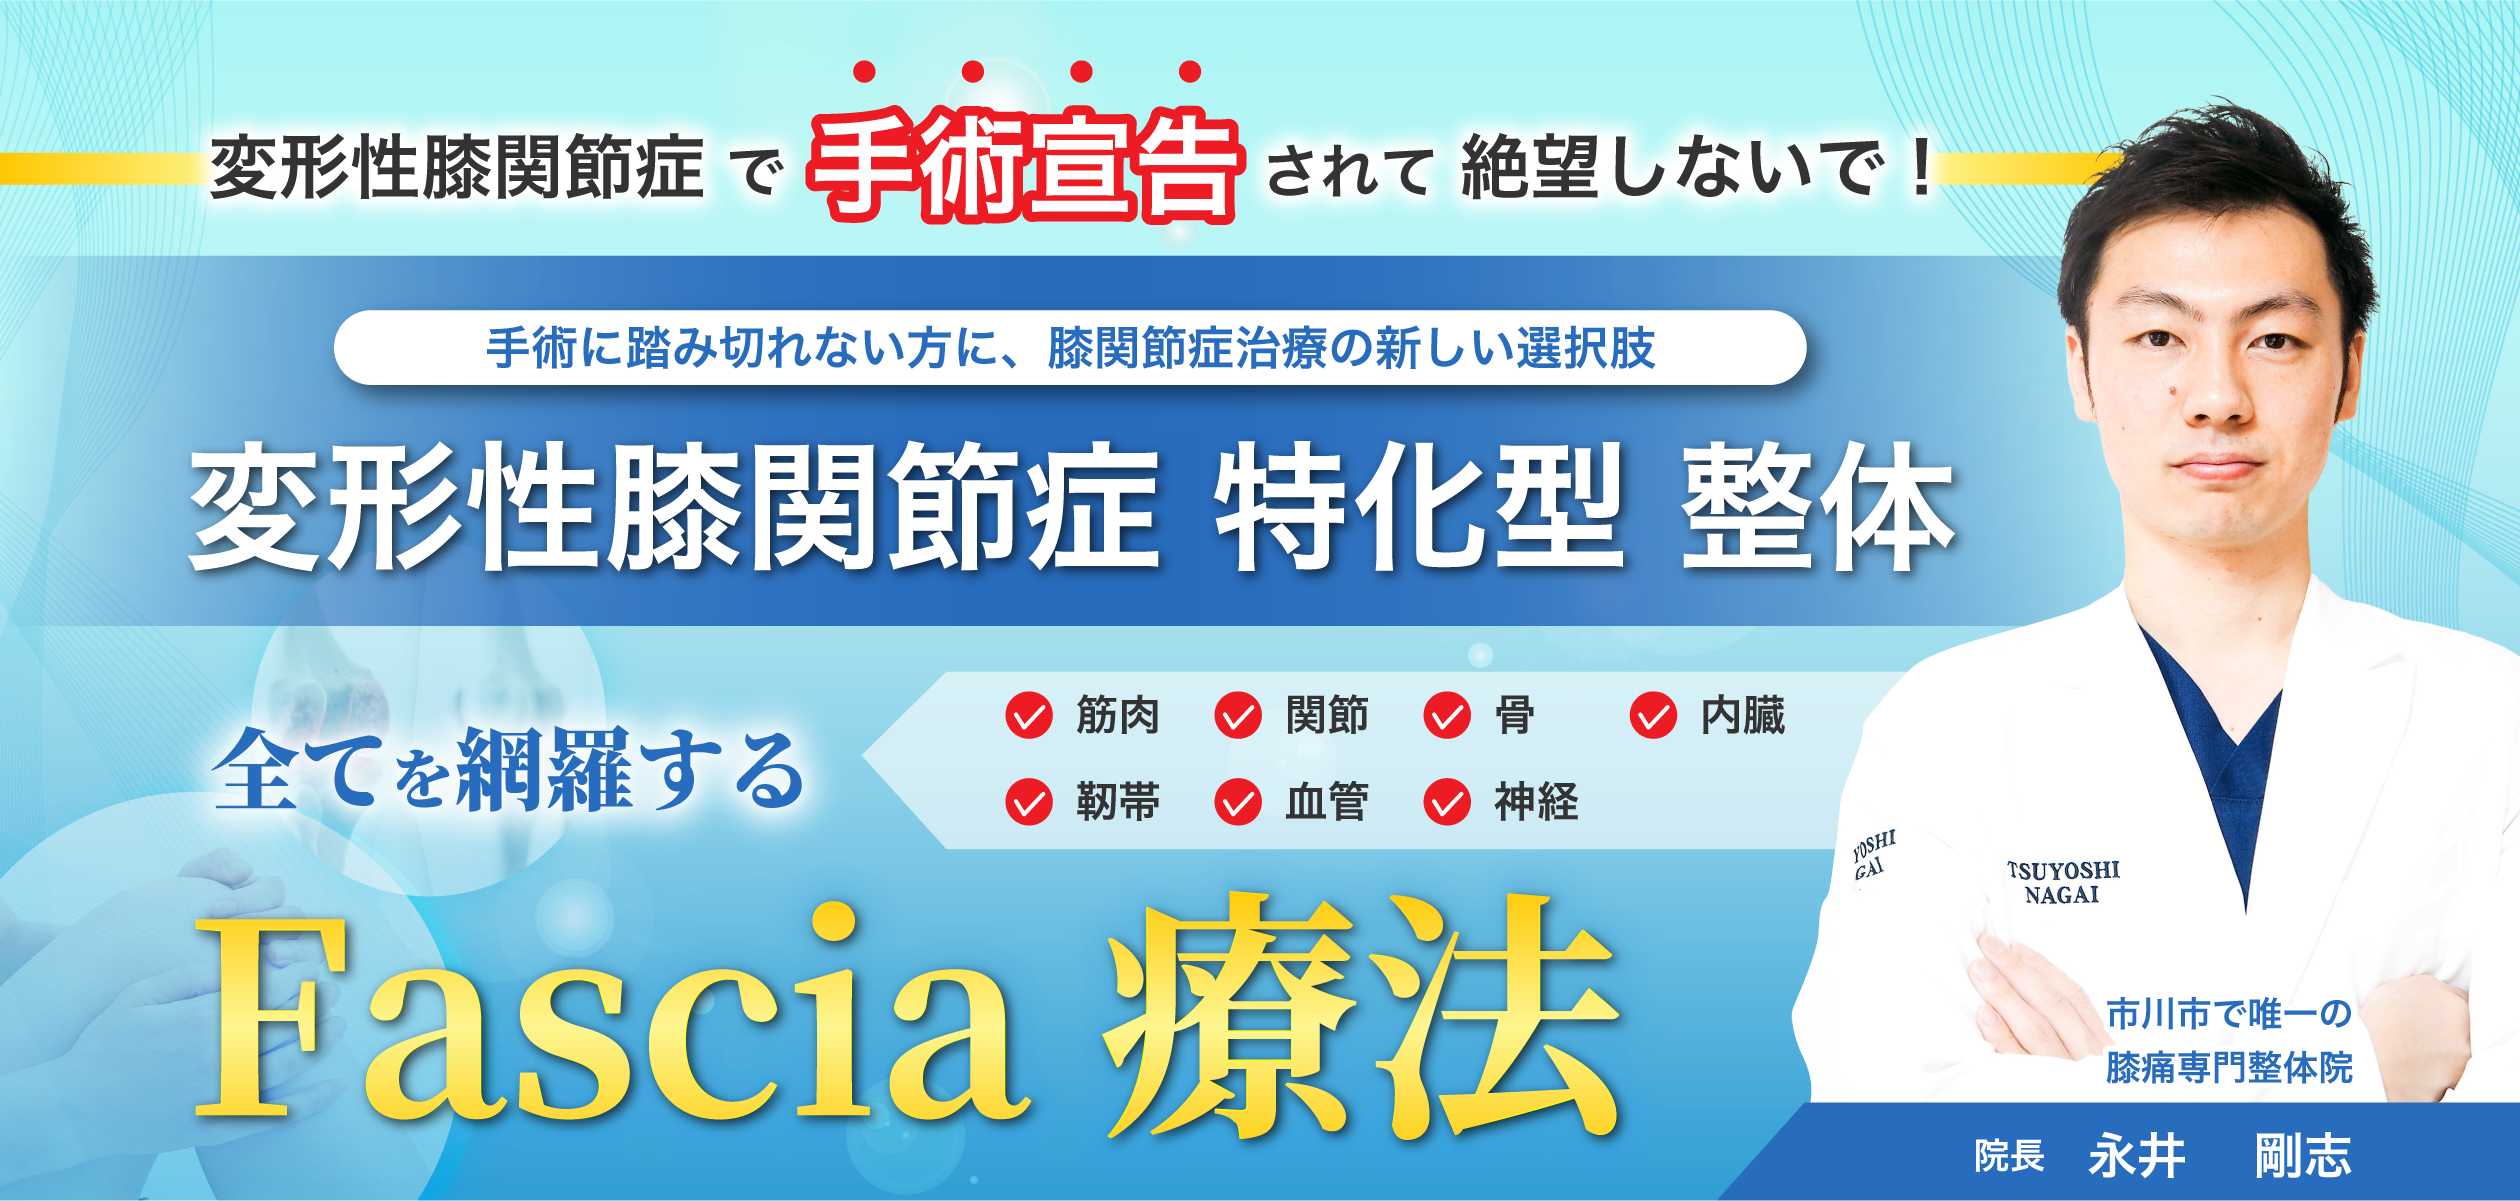 変形性膝関節症で手術宣告されて絶望しないで！
手術に踏み切れない方に、膝関節症治療の新しい選択肢
変形性膝関節症 特化型 整体
全てを網羅する
筋肉 関節 骨 内臓
靭帯 血管 神経
Fascia 療法
YOSHI
GAI
TSUYOSHI
NAGAI
市川市で唯一の
膝痛専門整体院
院長 永井 剛志